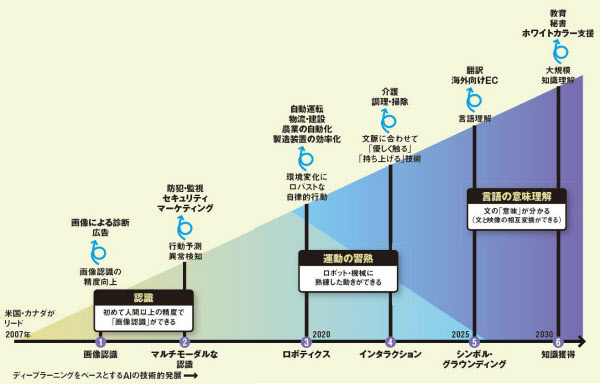 教育
秘書
ホワイトカラー支援
大規模
知識理解
翻訳
海外向けEC
言語理解
介護
調理・掃除
文脈に合わせて
「優しく触る」
「持ち上げる」技術
自動運転
物流・建設
農業の自動化
製造装置の効率化
環境変化に
ロバストな
自律的行動
防犯・監視
セキュリティ
マーケティング
行動予測
異常検知
画像による診断
広告
画像認識の
精度向上
言語の意味理解
文の「意味」が分かる
(文と映像の相互変換ができる)
運動の習熟
ロボット・機械に
熟練した動きができる
認識
初めて人間以上の精度で
「画像認識」ができる
米国・カナダが
リード
2007年
2020
2025
2030
1
画像認識
2
マルチモーダルな
認識
3
ロボティクス
4
インタラクション
5
シンボル・
グラウンディング
6
知識獲得
ディープラーニングをベースとするAIの技術的発展